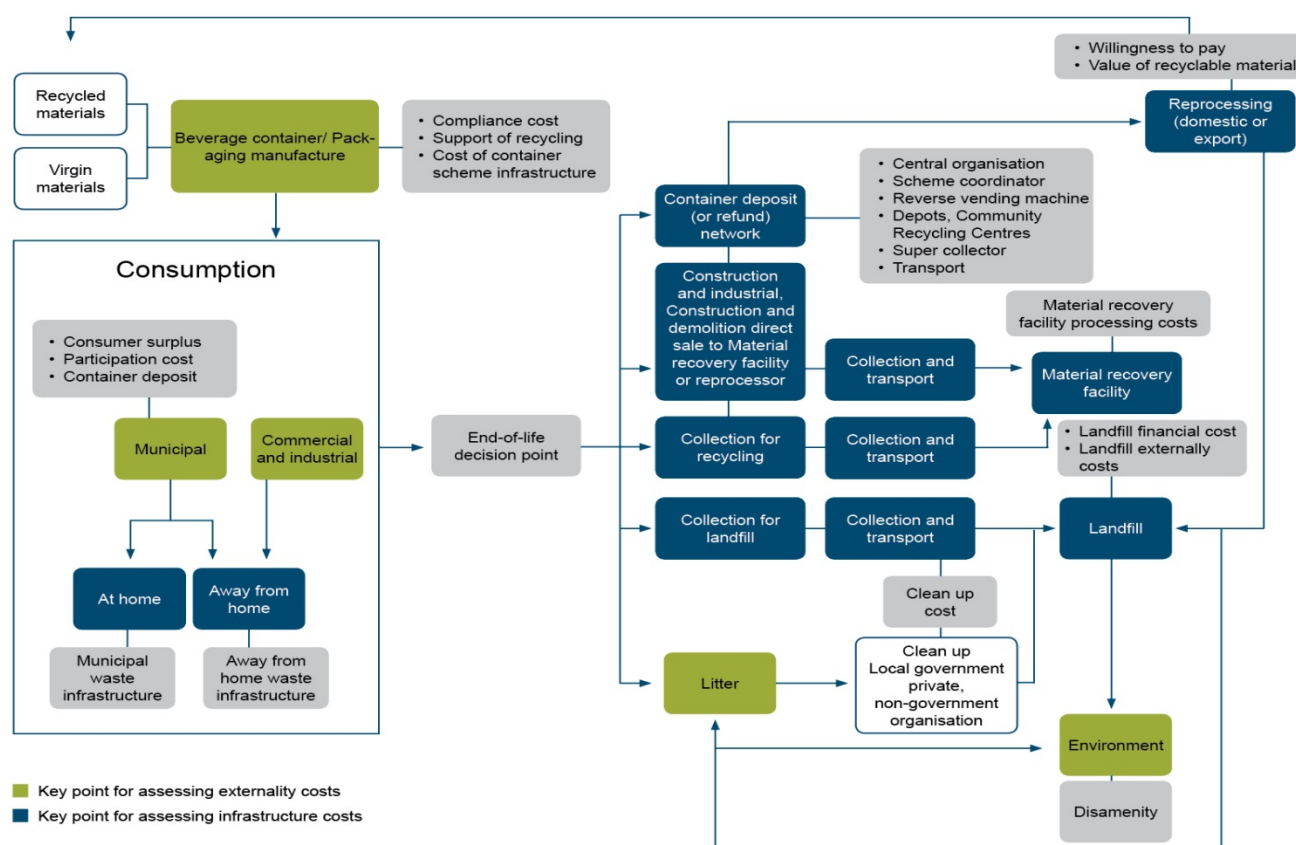 • Willingness to pay
• Value of recyclable material
Recycled
materials
Virgin
materials
Beverage container/ Pack-
aging manufacture
• Compliance cost
• Support of recycling
• Cost of container
scheme infrastructure
Reprocessing
(domestic or
export)
Container deposit
(or refund)
network
• Central organisation
• Scheme coordinator
• Reverse vending machine
• Depots, Community
Recycling Centres
• Super collector
• Transport
Consumption
• Consumer surplus
• Participation cost
• Container deposit
Municipal
Commercial
and industrial
At home
Away from
home
Municipal
waste
infrastructure
Away from
home waste
infrastructure
End-of-life
decision point
Construction
and industrial,
Construction and
demolition direct
sale to Material
recovery facility
or reprocessor
Collection and
transport
Material recovery
facility processing costs
Material recovery
facility
Collection for
recycling
Collection and
transport
• Landfill financial cost
• Landfill externally
costs
Collection for
landfill
Collection and
transport
Landfill
Clean up
cost
Litter
Clean up
Local government
private,
non-government
organisation
Environment
Disamenity
Key point for assessing externality costs
Key point for assessing infrastructure costs